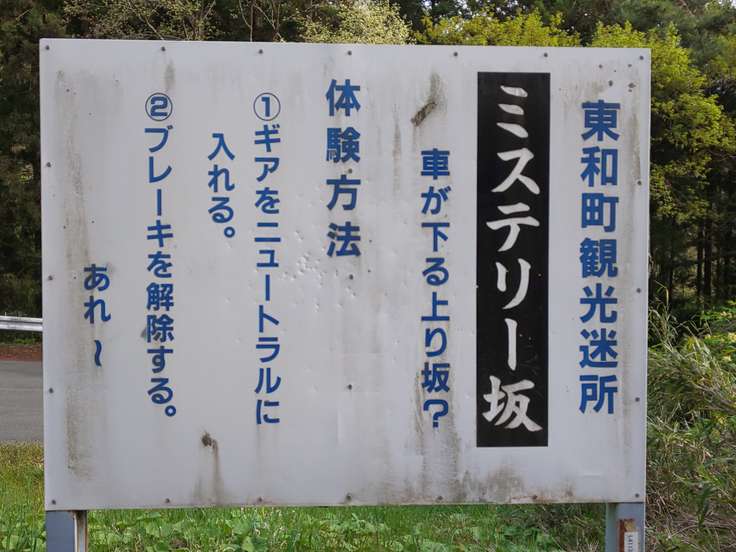 東和町観光迷所
ミステリー坂
車が下る上り坂?
体験方法
①ギアをニュートラルに
入れる。
②ブレーキを解除する。
あれ〜